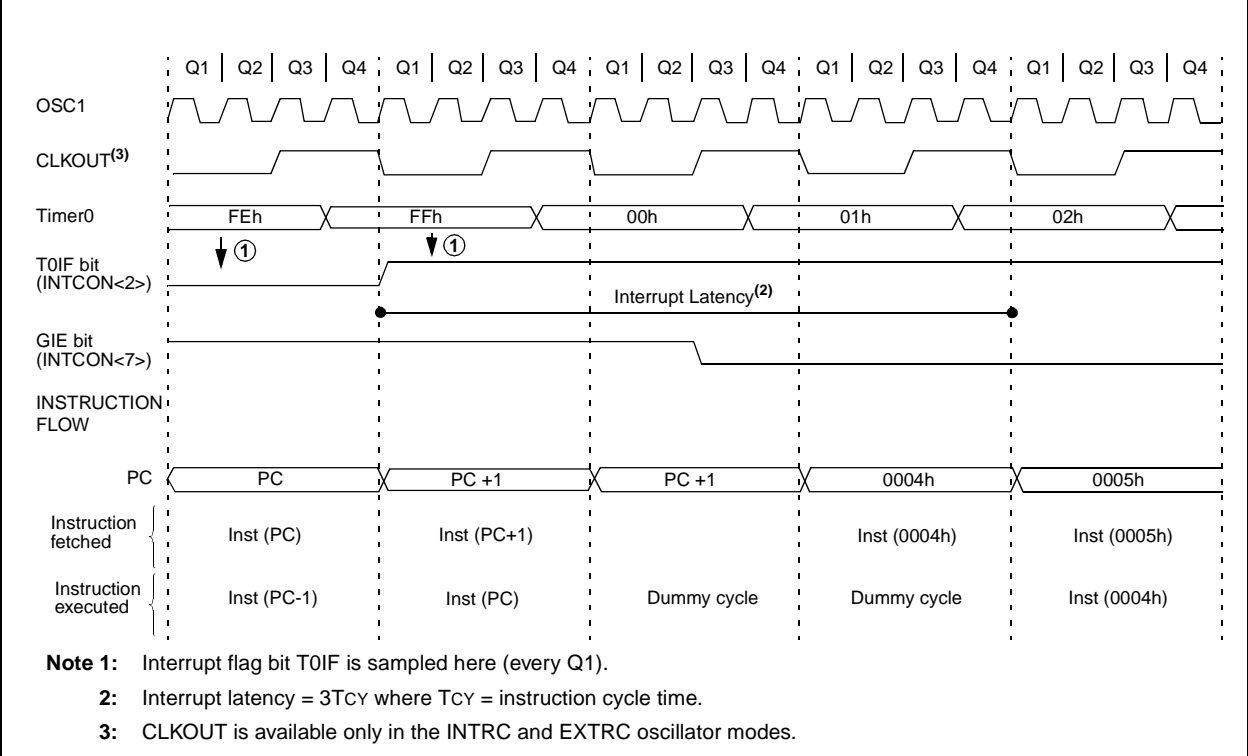 Q1 Q2 Q3 Q4 Q1 Q2 Q3 Q4 Q1 Q2 Q3 Q4 Q1 Q2 Q3 Q4 Q1 Q2 Q3 Q4
OSC1
CLKOUT(3)
Timer0 FEh FFh 00h 01h 02h
1 1
T0IF bit
(INTCON<2>)
Interrupt Latency(2)
GIE bit
(INTCON<7>)
INSTRUCTION
FLOW
PC PC PC +1 PC +1 0004h 0005h
Instruction
fetched
Inst (PC) Inst (PC+1) Inst (0004h) Inst (0005h)
Instruction
executed
Inst (PC-1) Inst (PC) Dummy cycle Dummy cycle Inst (0004h)
Note 1: Interrupt flag bit T0IF is sampled here (every Q1).
2: Interrupt latency = 3TCY where TCY = instruction cycle time.
3: CLKOUT is available only in the INTRC and EXTRC oscillator modes.